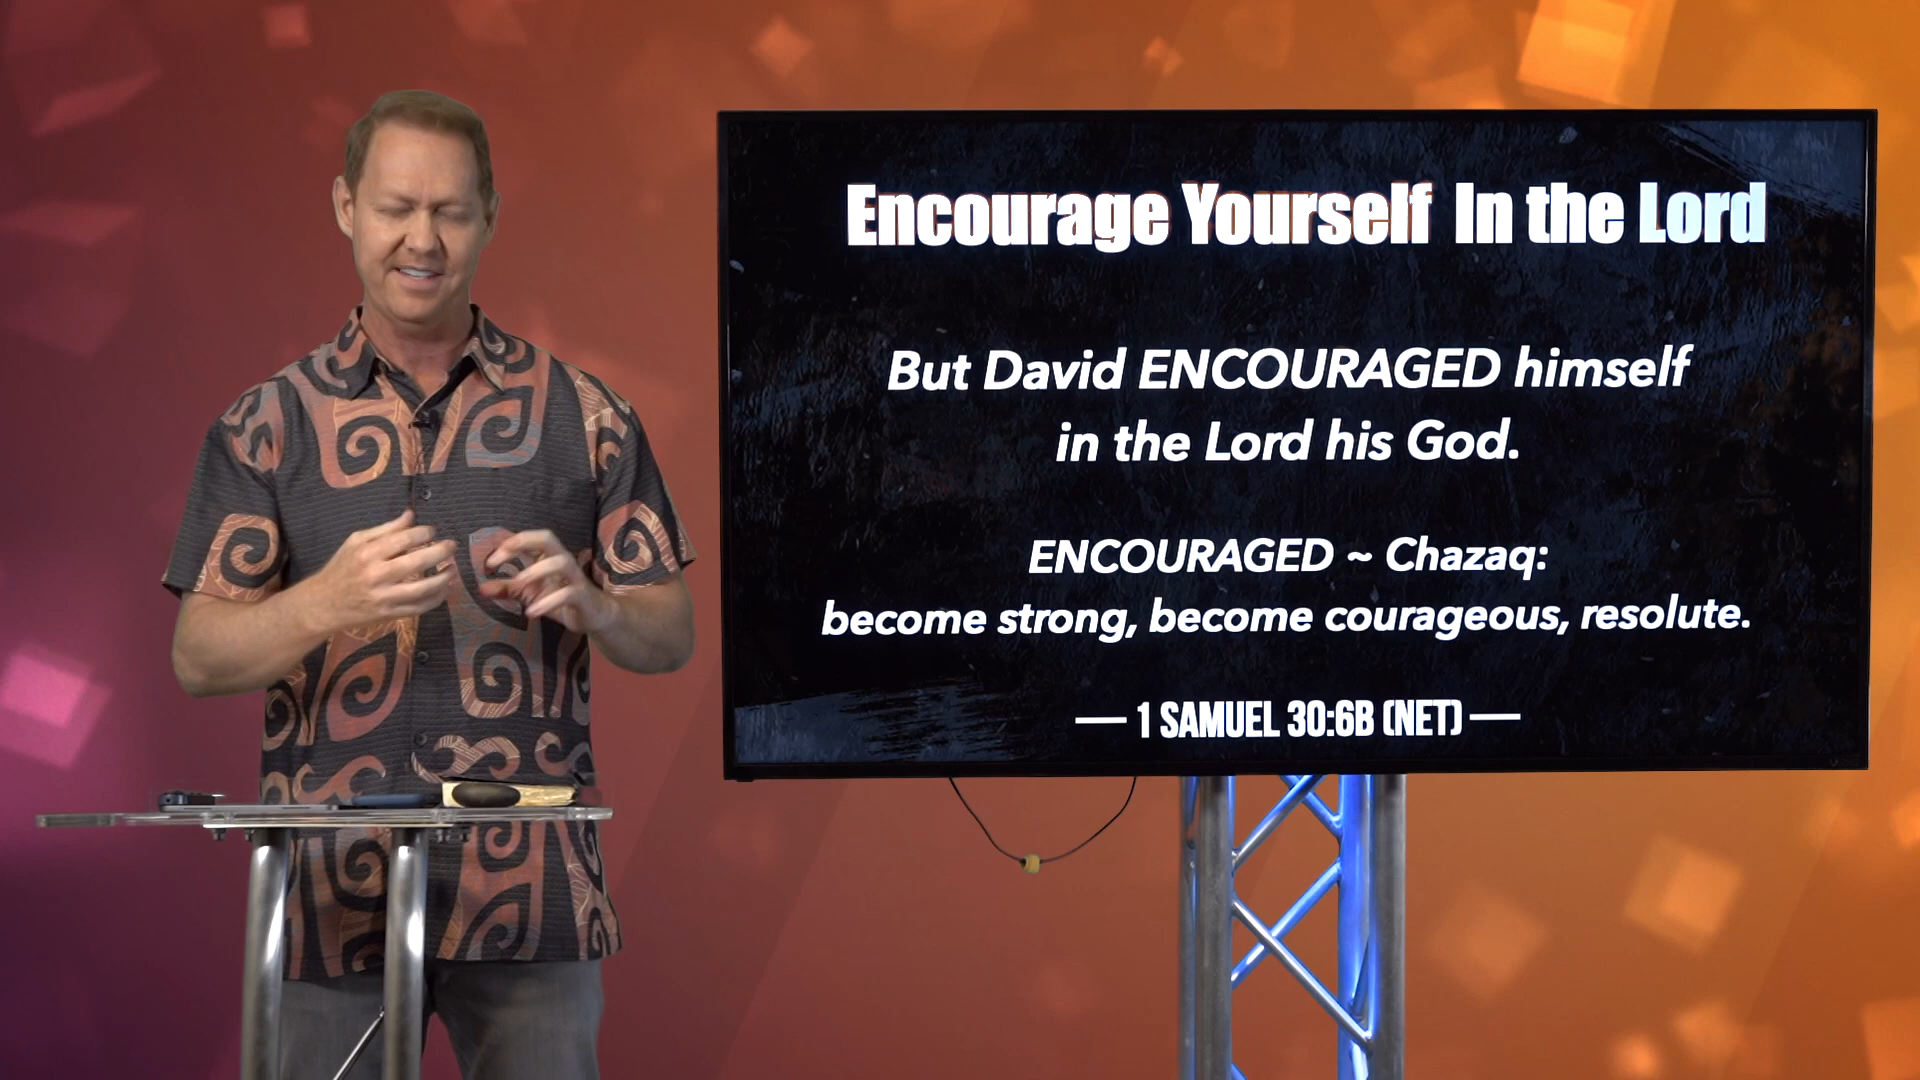 Encourage Yourself In the Lord
But David ENCOURAGED himself
in the Lord his God.
ENCOURAGED ~ Chazaq:
become strong, become courageous, resolute.
— 1 SAMUEL 30:6B (NET) —